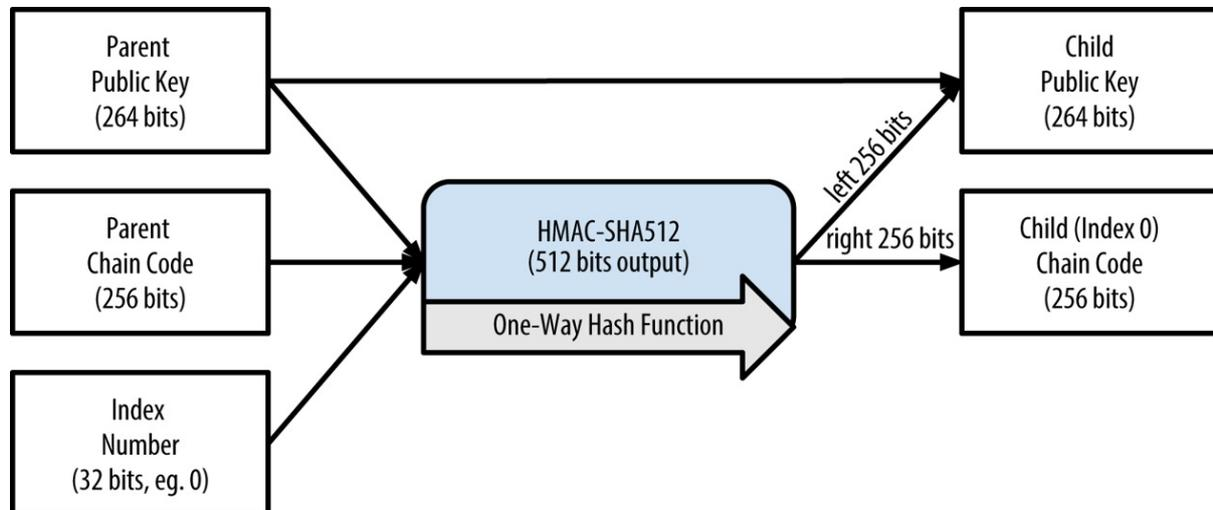 Parent
Public Key
(264 bits)
Child
Public Key
(264 bits)
left 256 bits
Parent
Chain Code
(256 bits)
HMAC-SHA512
(512 bits output)
One-Way Hash Function
right 256 bits
Child (Index 0)
Chain Code
(256 bits)
Index
Number
(32 bits, eg. 0)